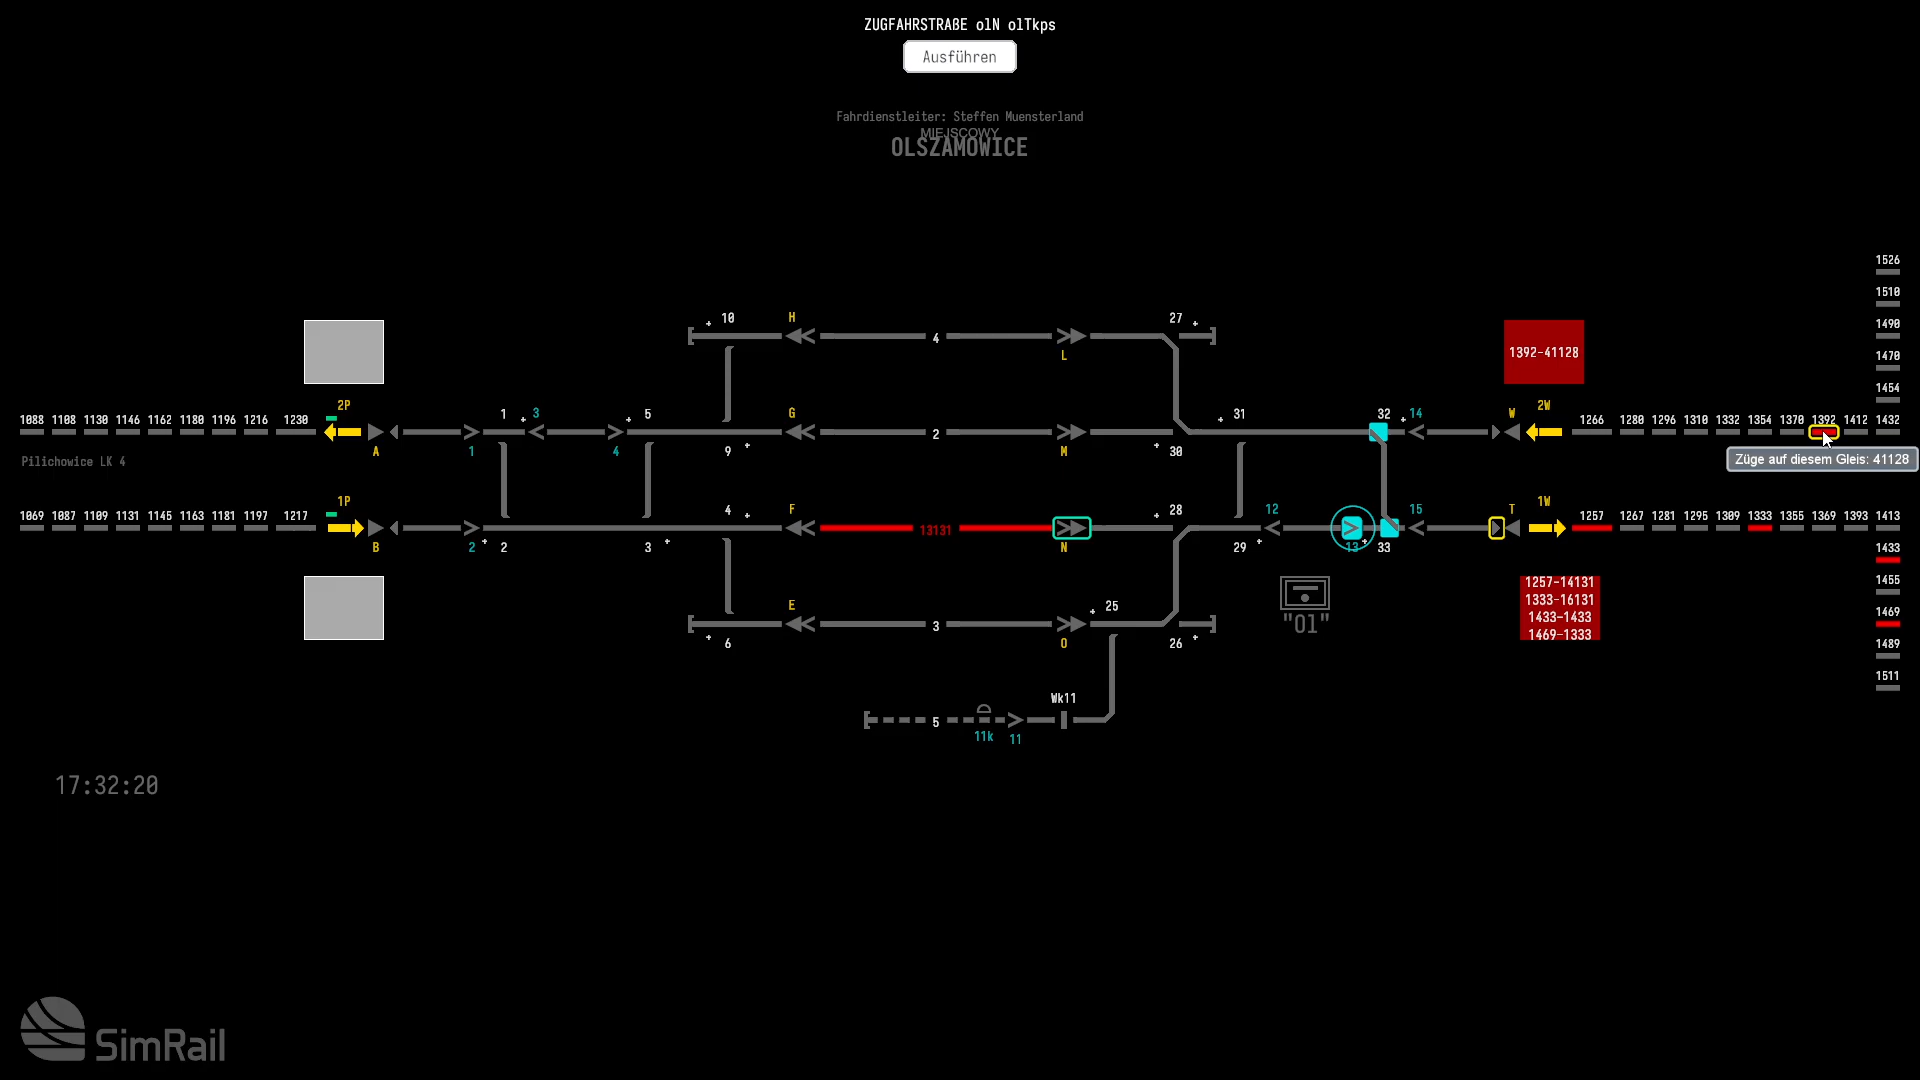 ZUGFAHRSTRAßE olN olTkps
Ausführen
Fahrdienstleiter: Steffen Muensterland
MIEJSCOWY
OLSZAMOWICE
1526
1510
1490
1470
1454
10 H 4 L 27
1392-41128
1088 1108 1130 1146 1162 1180 1196 1216 1230 2P A 1 1 3 4 5 9 G 2 M 30 31 32 14 W 2W 1266 1280 1296 1310 1332 1354 1370 1392 1412 1432
Pilichowice LK 4
Züge auf diesem Gleis: 41128
1069 1087 1109 1131 1145 1163 1181 1197 1217 1P B 2 2 3 4 F 13131 N 28 29 12 13 33 15 T 1W 1257 1267 1281 1295 1309 1333 1355 1369 1393 1413
1433
1455
1469
1489
1511
1257-14131
1333-16131
1433-1433
1469-1333
"Ol"
6 E 3 O 25 26
Wk11
5 11k 11
17:32:20
SimRail